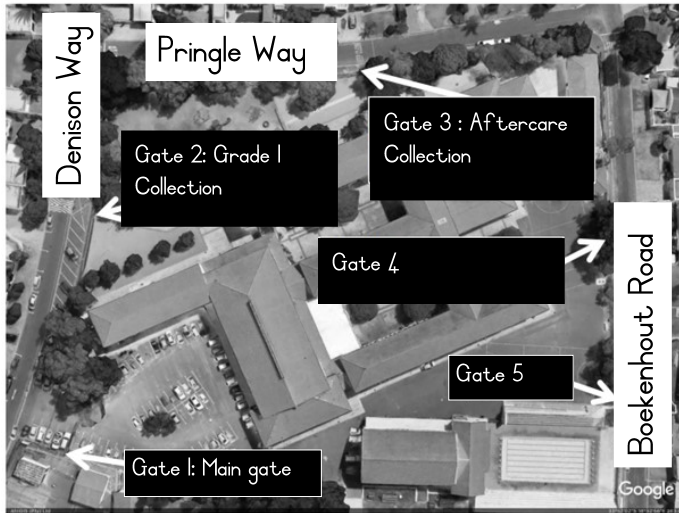 Denison Way
Pringle Way
Gate 3 : Aftercare
Collection
Gate 2: Grade 1
Collection
Gate 4
Boekenhout Road
Gate 5
Gate 1: Main gate
Google